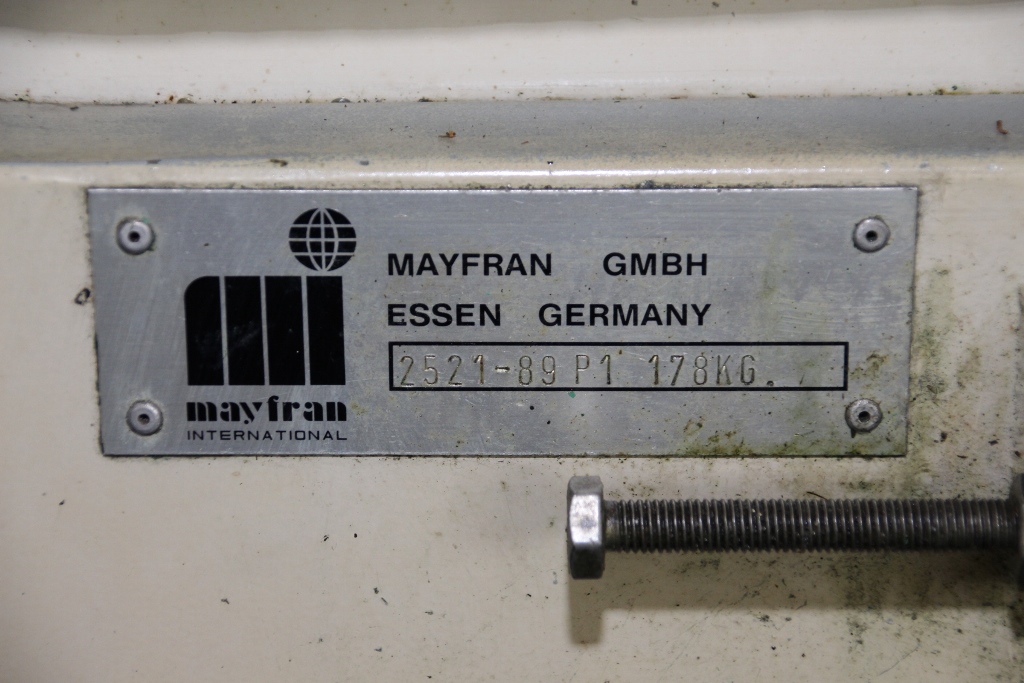 MAYFRAN GMBH
ESSEN GERMANY
2521-89 P1 178KG.
mayfran
INTERNATIONAL